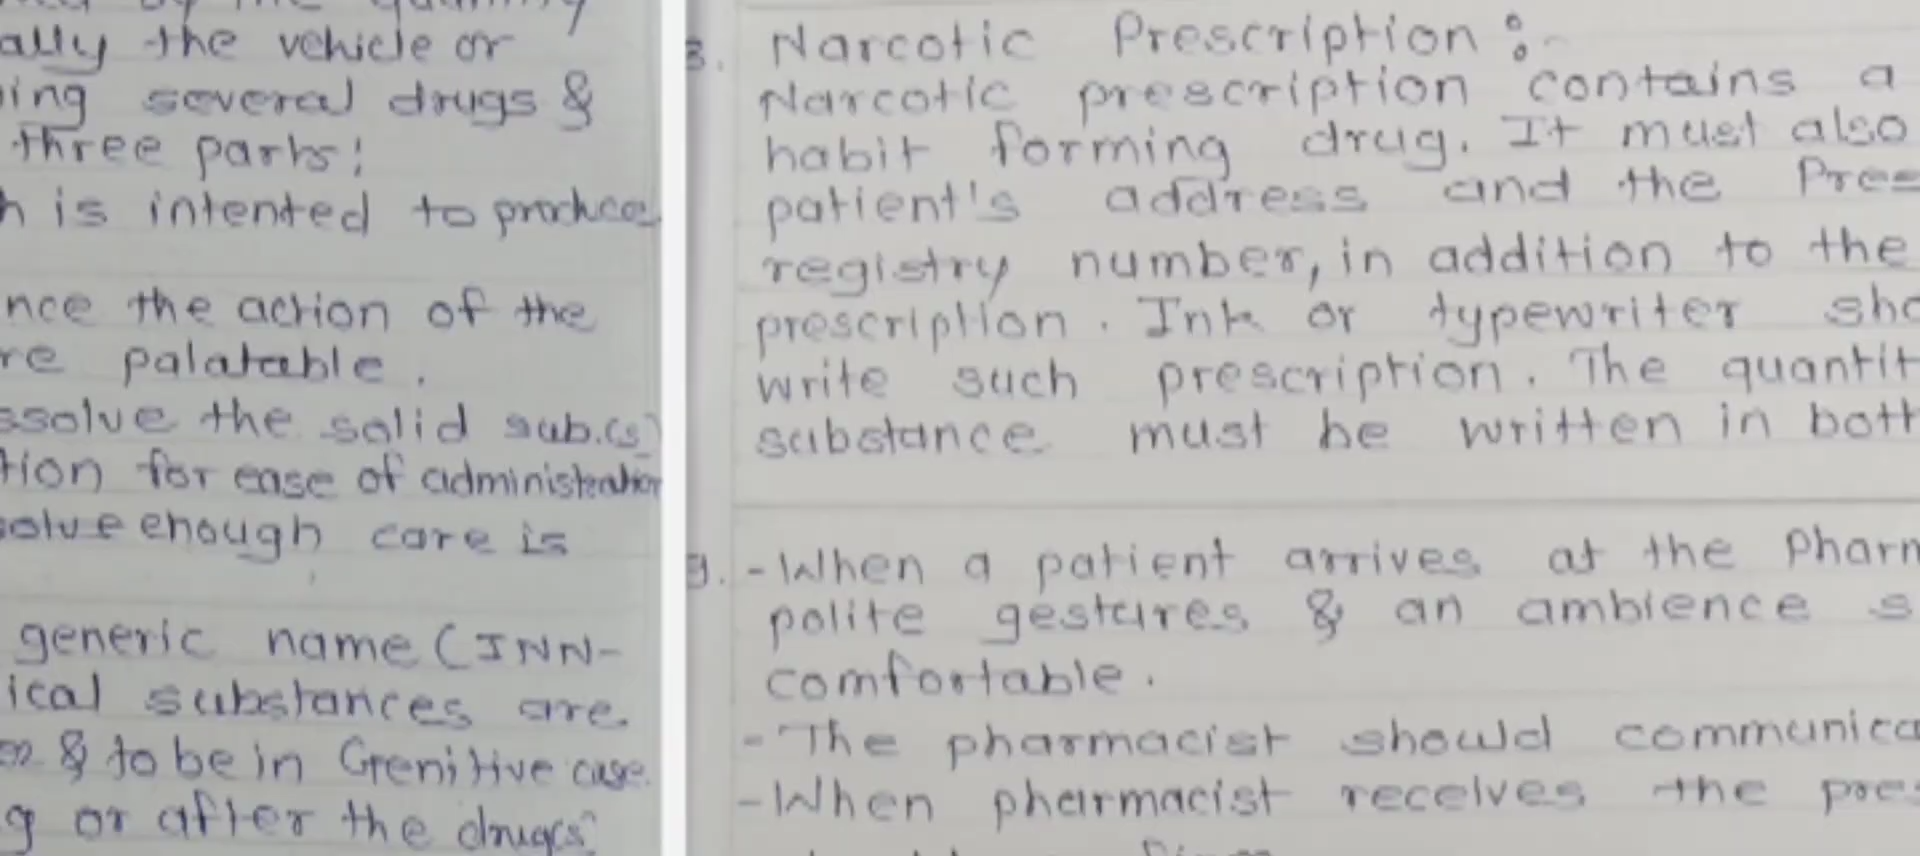 ally the vehicle or
ing several drugs &
three parts;
h is intented to produce
nce the action of the
re palatable.
ssolve the solid sub.(s)
tion for ease of administration
solve enough care is
generic name (INN-
ical substances are
& to be in Genitive case.
g or after the drug(s)
3. Narcotic Prescription :-
Narcotic prescription contains a
habit forming drug. It must also
patient's address and the Pres
registry number, in addition to the
prescription. Ink or typewriter sho
write such prescription. The quantit
substance must be written in both
9. - When a patient arrives at the Pharm
polite gestures & an ambience s
comfortable.
- The pharmacist should communica
- When pharmacist receives the pres